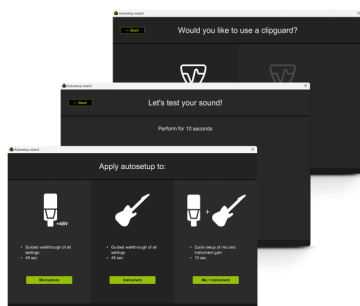 Autosetup wizard
← Back
Would you like to use a clipguard?
Autosetup wizard
← Back
Let's test your sound!
Perform for 10 seconds
Autosetup wizard
Apply autosetup to:
+48V
+
• Guided walkthrough of all settings
• 45 sec
• Guided walkthrough of all settings
• 45 sec
• Quick setup of mic and instrument gain
• 10 sec
Microphone
Instrument
Mic + instrument